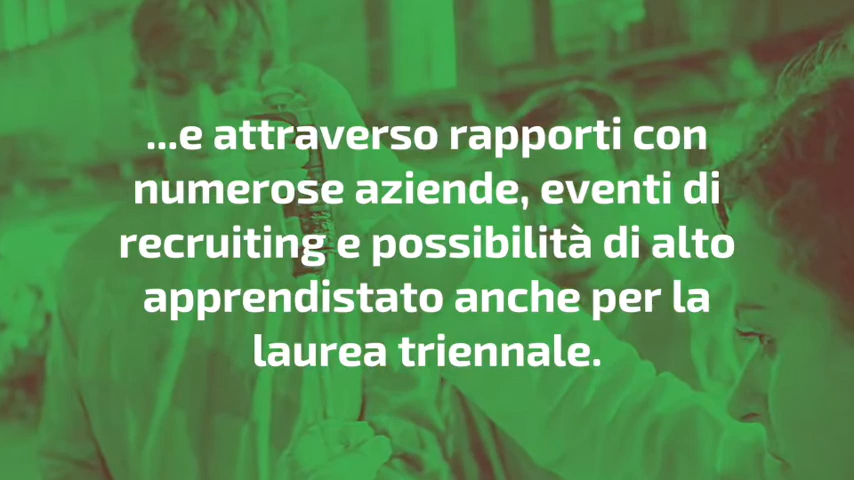 ...e attraverso rapporti con
numerose aziende, eventi di
recruiting e possibilità di alto
apprendistato anche per la
laurea triennale.